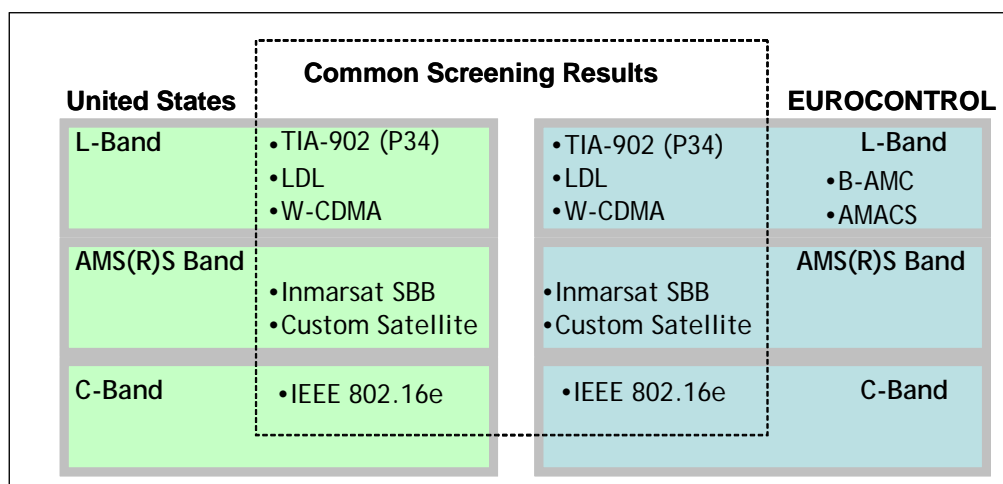 Common Screening Results
United States
EUROCONTROL
L-Band
•TIA-902 (P34)
•LDL
•W-CDMA
•TIA-902 (P34)
•LDL
•W-CDMA
L-Band
•B-AMC
•AMACS
AMS(R)S Band
•Inmarsat SBB
•Custom Satellite
•Inmarsat SBB
•Custom Satellite
AMS(R)S Band
C-Band
•IEEE 802.16e
•IEEE 802.16e
C-Band